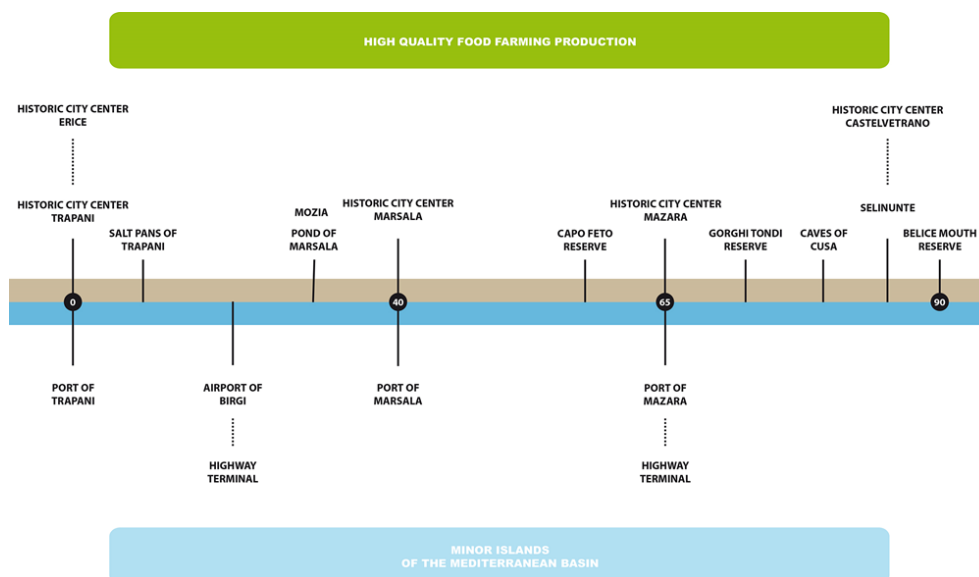 HIGH QUALITY FOOD FARMING PRODUCTION
HISTORIC CITY CENTER
ERICE
HISTORIC CITY CENTER
CASTELVETRANO
HISTORIC CITY CENTER
TRAPANI
SALT PANS OF
TRAPANI
MOZIA
POND OF
MARSALA
HISTORIC CITY CENTER
MARSALA
CAPO FETO
RESERVE
HISTORIC CITY CENTER
MAZARA
GORGHI TONDI
RESERVE
CAVES OF
CUSA
SELINUNTE
BELICE MOUTH
RESERVE
0
40
65
90
PORT OF
TRAPANI
AIRPORT OF
BIRGI
PORT OF
MARSALA
PORT OF
MAZARA
HIGHWAY
TERMINAL
HIGHWAY
TERMINAL
MINOR ISLANDS
OF THE MEDITERRANEAN BASIN